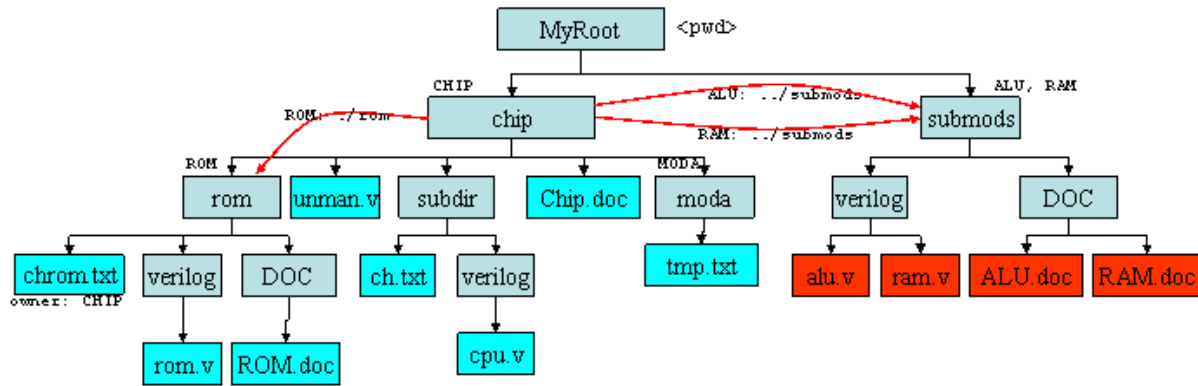 MyRoot <pwd>
CHIP
ALU, RAM
ROM: ./rom
chip
ALU: ../submods
RAM: ../submods
submods
ROM
MODA
rom
unman.v
subdir
Chip.doc
moda
verilog
DOC
chrom.txt
verilog
DOC
ch.txt
verilog
tmp.txt
alu.v
ram.v
ALU.doc
RAM.doc
owner: CHIP
rom.v
ROM.doc
cpu.v